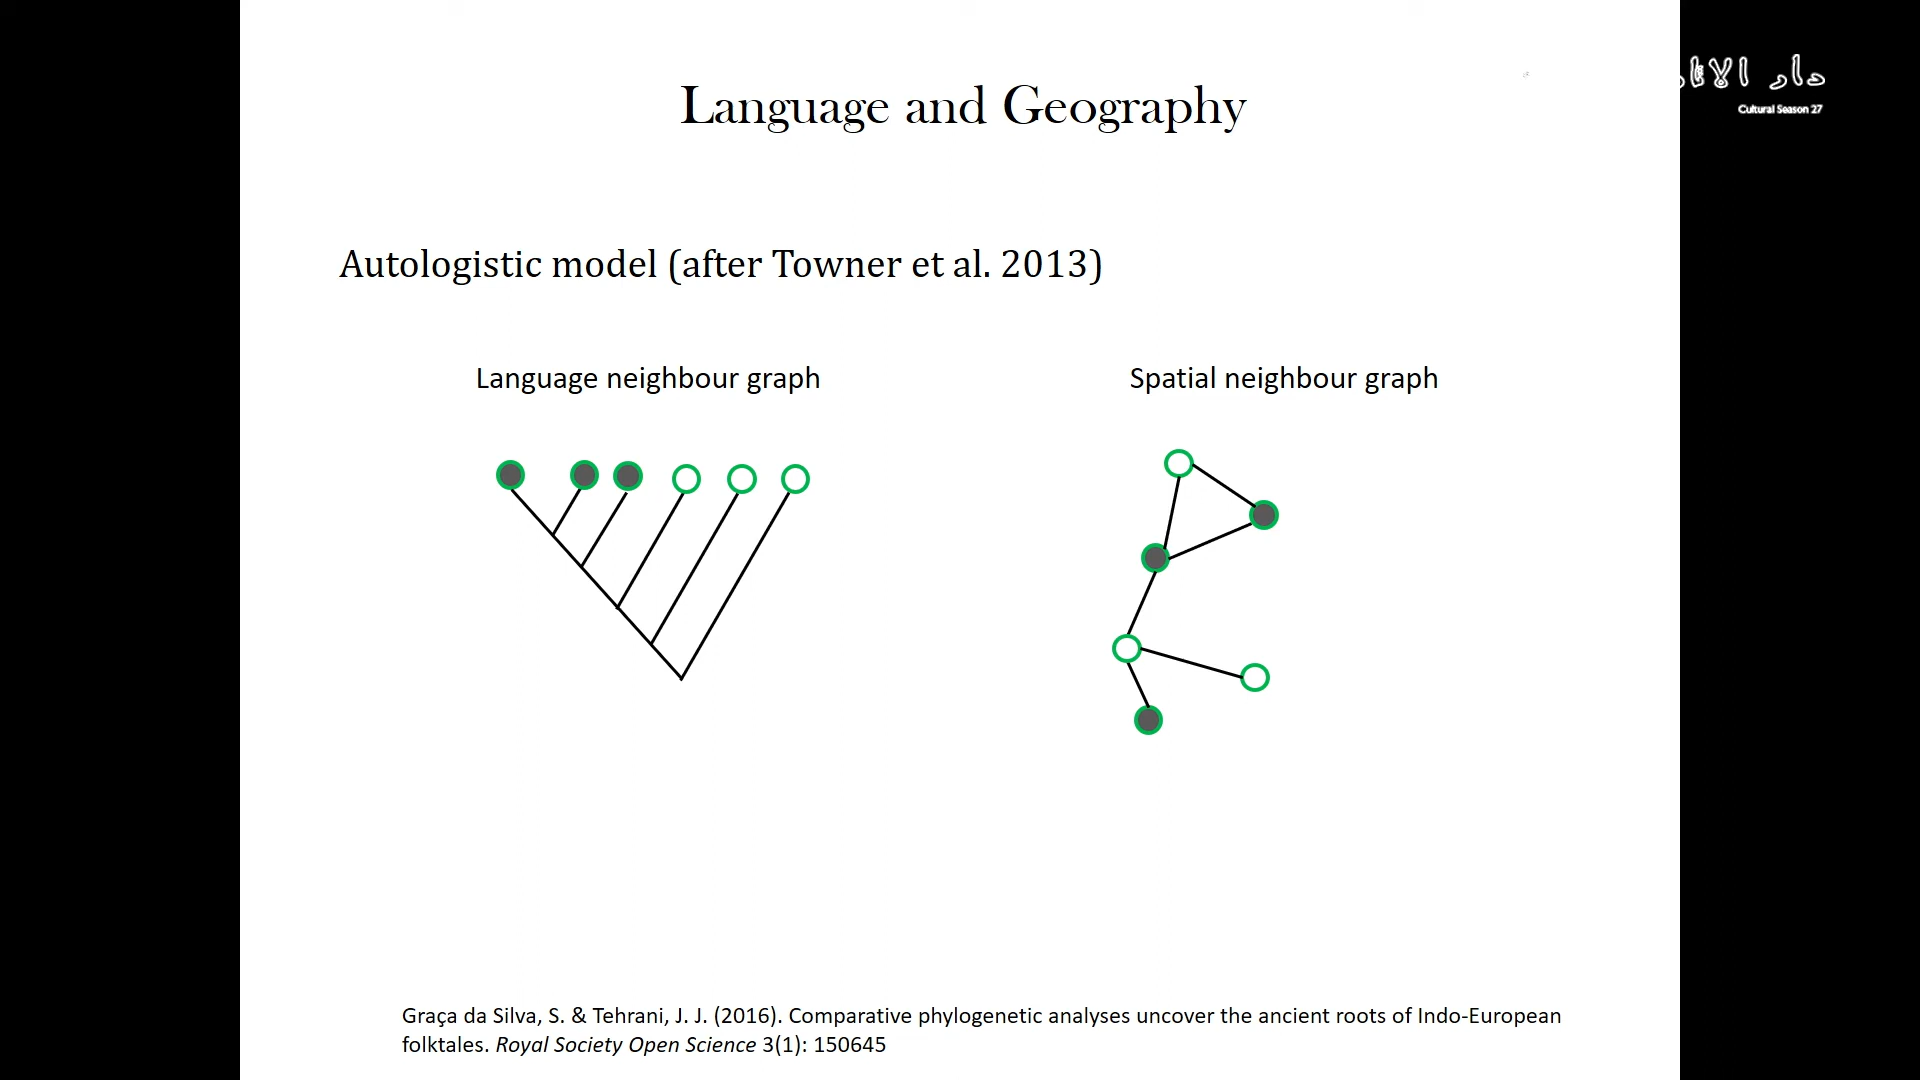 Language and Geography
دار
Cultural Season 27
Autologistic model (after Towner et al. 2013)
Language neighbour graph
Spatial neighbour graph
Graça da Silva, S. & Tehrani, J. J. (2016). Comparative phylogenetic analyses uncover the ancient roots of Indo-European
folktales. Royal Society Open Science 3(1): 150645